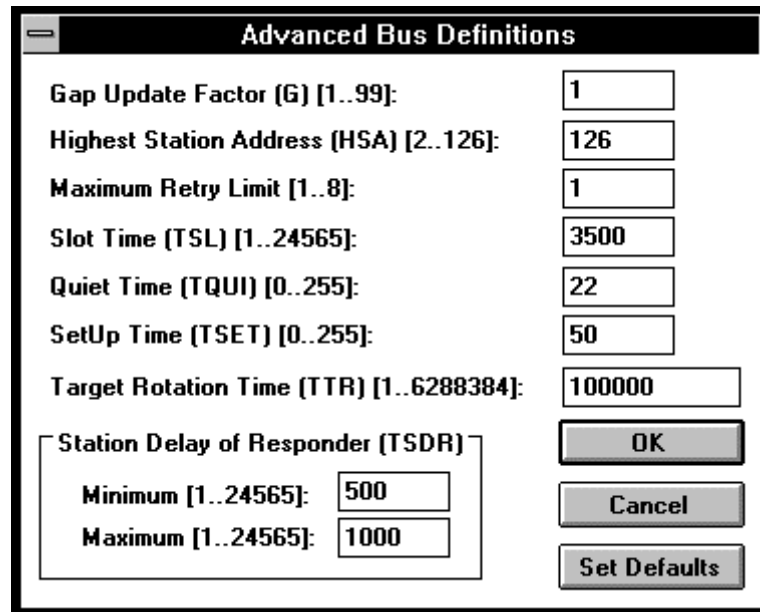 Advanced Bus Definitions
Gap Update Factor (G) [1..99]: 1
Highest Station Address (HSA) [2..126]: 126
Maximum Retry Limit [1..8]: 1
Slot Time (TSL) [1..24565]: 3500
Quiet Time (TQUI) [0..255]: 22
SetUp Time (TSET) [0..255]: 50
Target Rotation Time (TTR) [1..6288384]: 100000
Station Delay of Responder (TSDR)
Minimum [1..24565]: 500
Maximum [1..24565]: 1000
OK
Cancel
Set Defaults